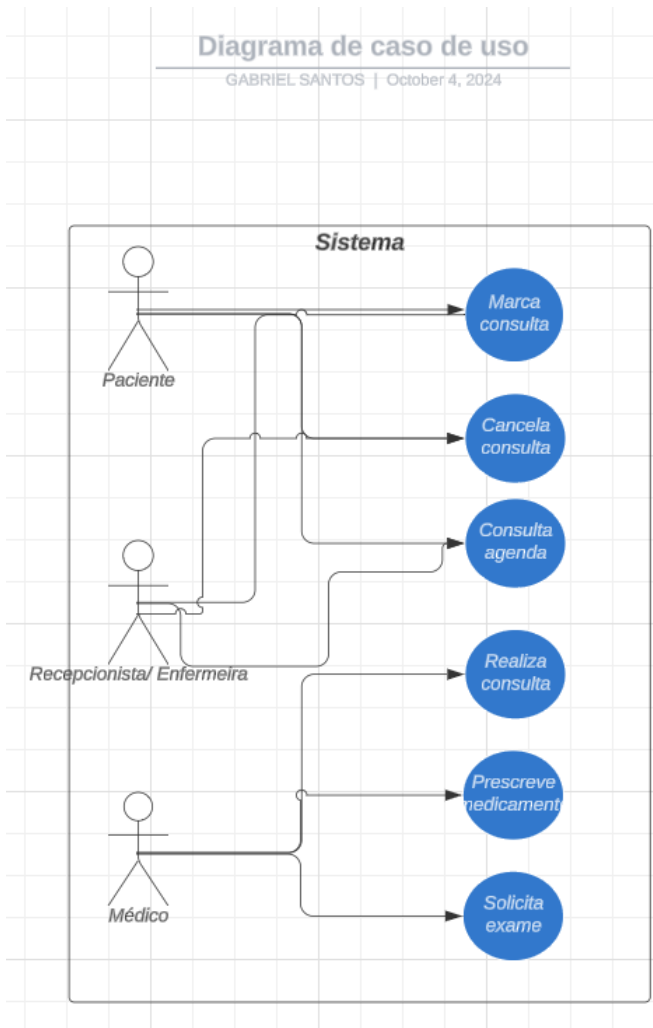 Diagrama de caso de uso
GABRIEL SANTOS | October 4, 2024
Sistema
Paciente
Marca
consulta
Cancela
consulta
Consulta
agenda
Recepcionista/ Enfermeira
Realiza
consulta
Prescreve
medicamento
Médico
Solicita
exame